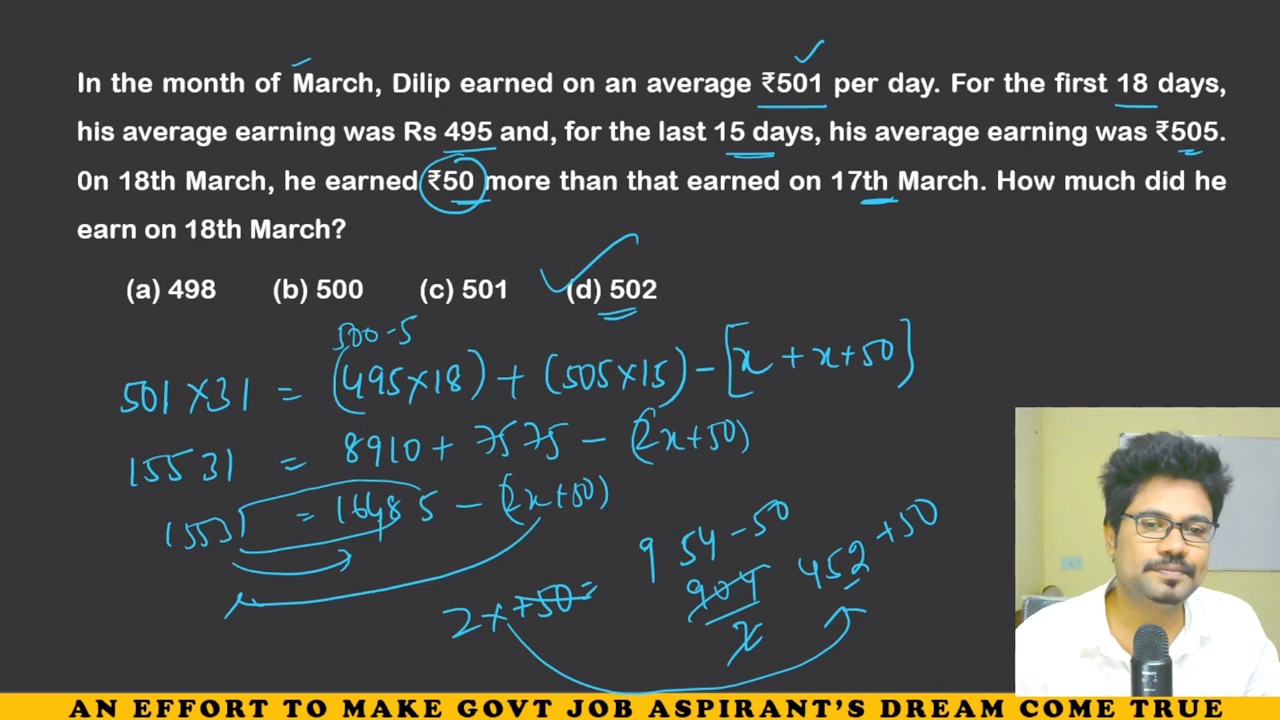 In the month of March, Dilip earned on an average ₹501 per day. For the first 18 days,
his average earning was Rs 495 and, for the last 15 days, his average earning was ₹505.
0n 18th March, he earned ₹50 more than that earned on 17th March. How much did he
earn on 18th March?
(a) 498 (b) 500 (c) 501 (d) 502
500-5
501×31 = (495×18) + (505×15) - [x + x+50]
15531 = 8910 + 7575 - (2x+50)
15531 = 16485 - (2x+50)
954-50
2x+50= 904 452+50
2
AN EFFORT TO MAKE GOVT JOB ASPIRANT'S DREAM COME TRUE